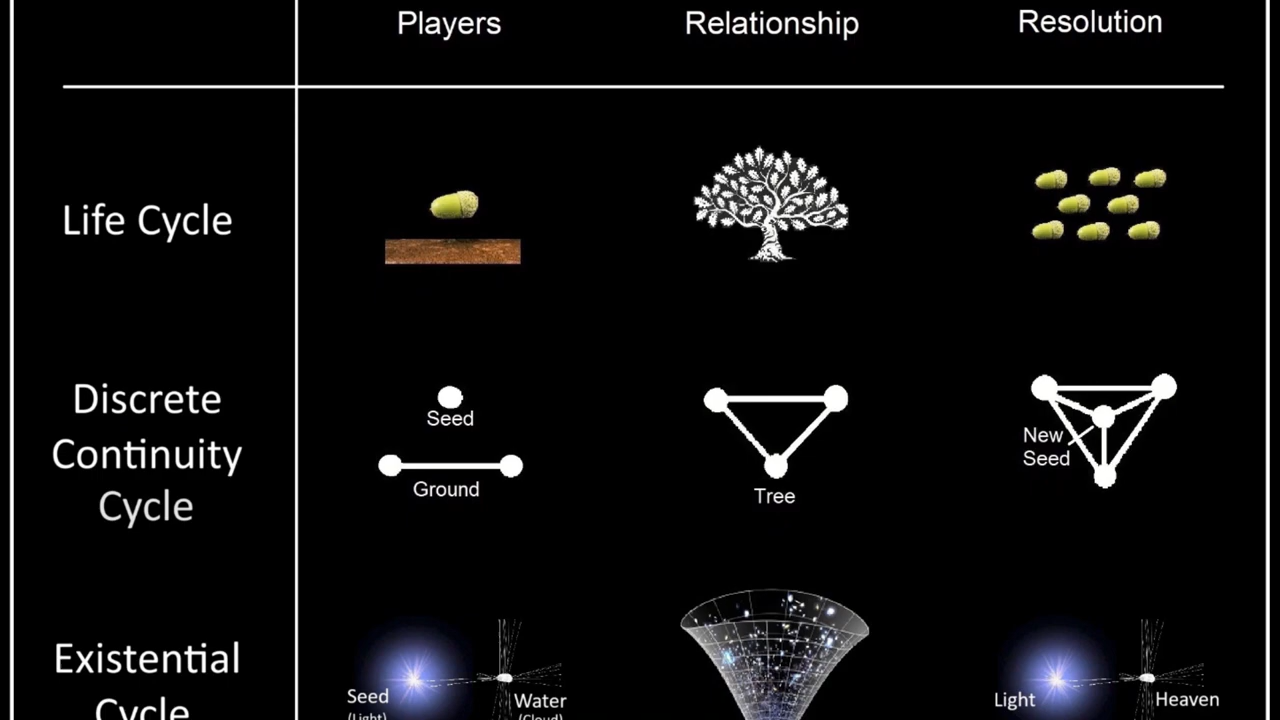 Players
Relationship
Resolution
Life Cycle
Discrete
Continuity
Cycle
Seed
Ground
Tree
New
Seed
Existential
Cycle
Seed
(Light)
Water
(Cloud)
Light
Heaven